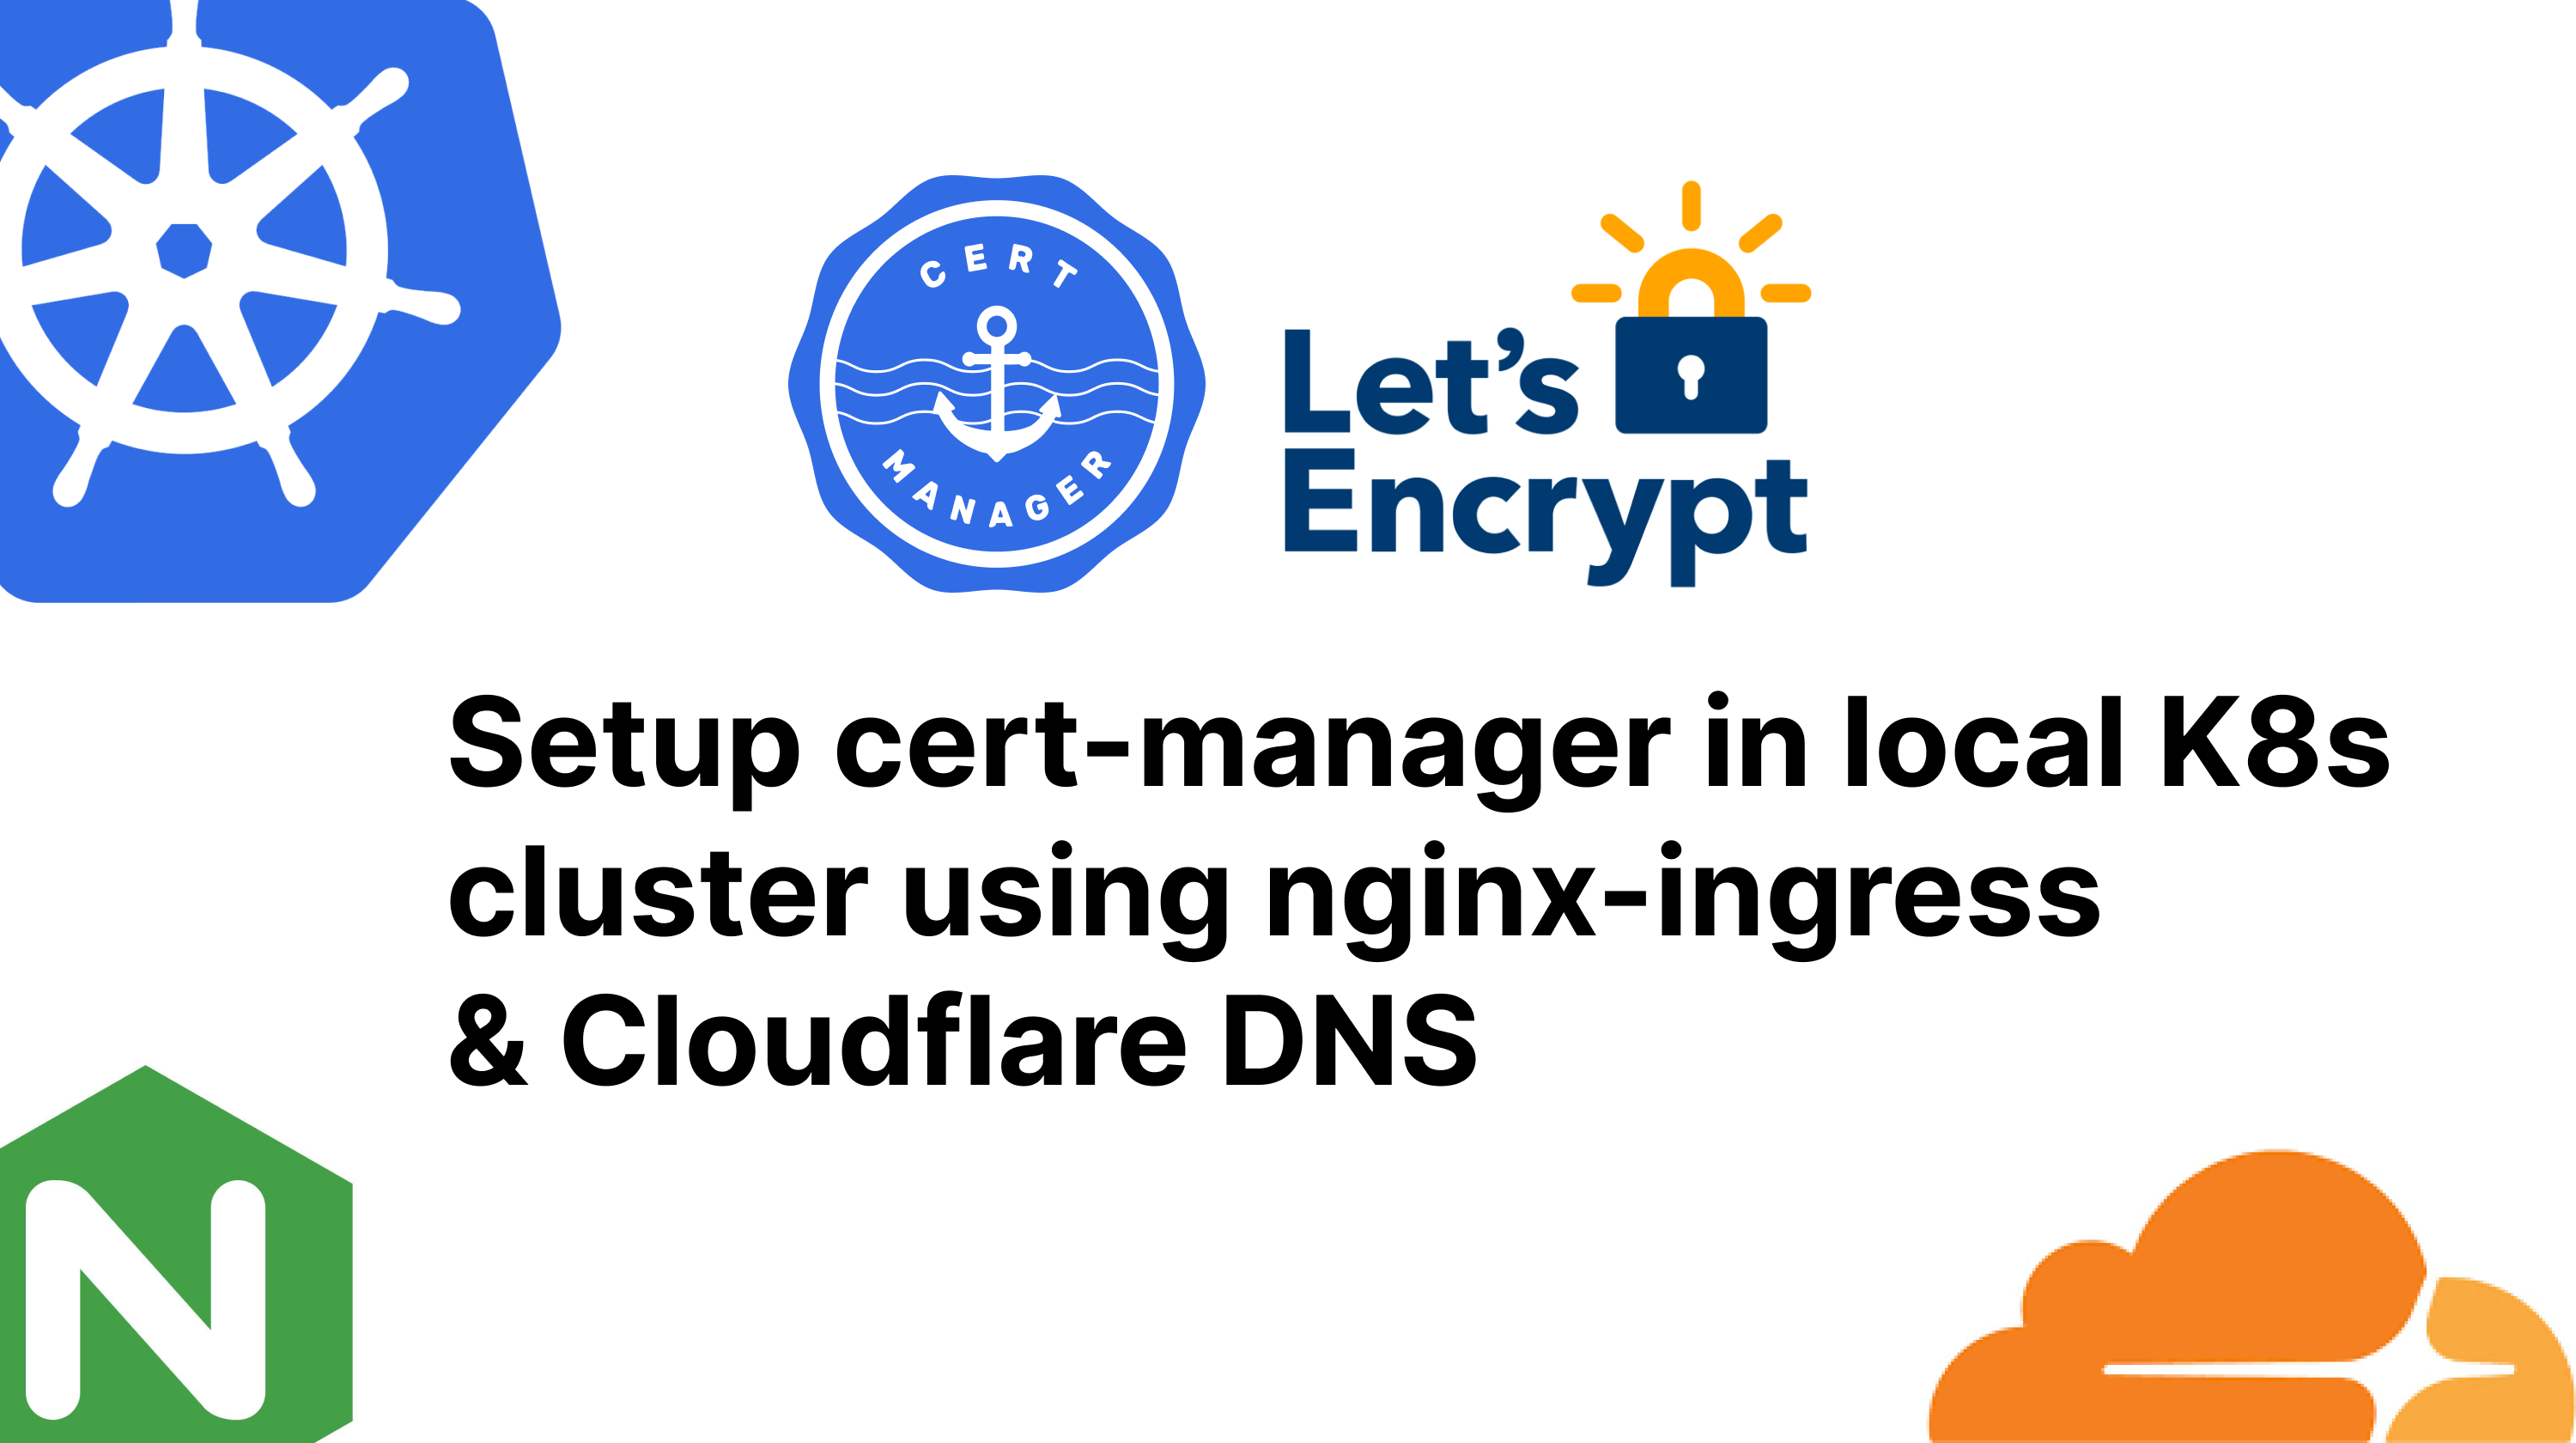 CERT
MANAGER
Let's
Encrypt
Setup cert-manager in local K8s
cluster using nginx-ingress
& Cloudflare DNS
N